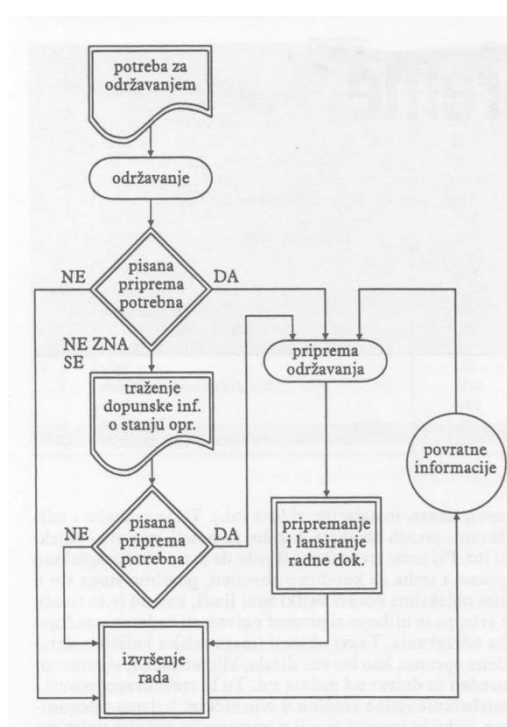 potreba za
održavanjem
održavanje
pisana
priprema
potrebna
NE
DA
NE ZNA
SE
traženje
dopunske inf.
o stanju opr.
priprema
održavanja
povratne
informacije
pisana
priprema
potrebna
NE
DA
pripremanje
i slanje
radne dok.
izvršenje
rada